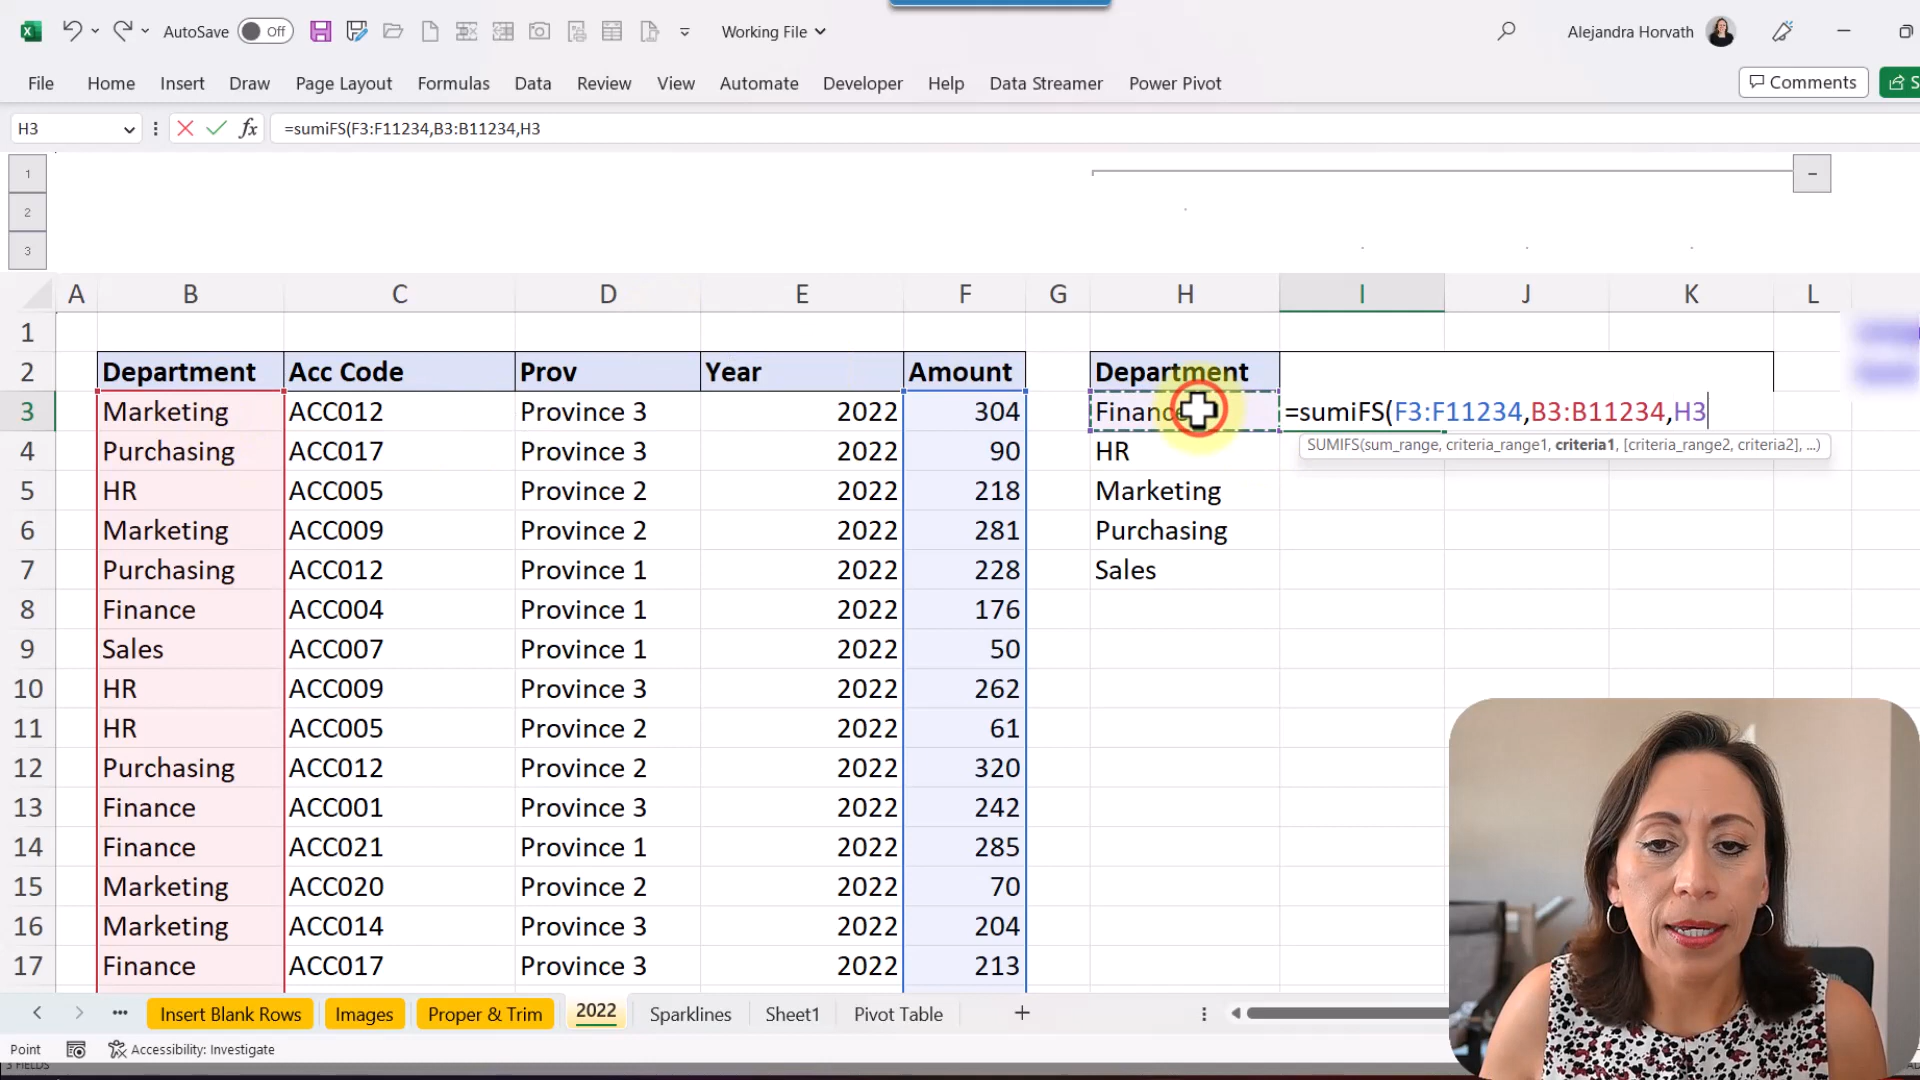 AutoSave Off Working File Alejandra Horvath
File Home Insert Draw Page Layout Formulas Data Review View Automate Developer Help Data Streamer Power Pivot Comments S
H3 fx =sumiFS(F3:F11234,B3:B11234,H3
1
2
3
A B C D E F G H I J K L
1
2 Department Acc Code Prov Year Amount Department
3 Marketing ACC012 Province 3 2022 304 Finance =sumiFS(F3:F11234,B3:B11234,H3
SUMIFS(sum_range, criteria_range1, criteria1, [criteria_range2, criteria2], ...)
4 Purchasing ACC017 Province 3 2022 90 HR
5 HR ACC005 Province 2 2022 218 Marketing
6 Marketing ACC009 Province 2 2022 281 Purchasing
7 Purchasing ACC012 Province 1 2022 228 Sales
8 Finance ACC004 Province 1 2022 176
9 Sales ACC007 Province 1 2022 50
10 HR ACC009 Province 3 2022 262
11 HR ACC005 Province 2 2022 61
12 Purchasing ACC012 Province 2 2022 320
13 Finance ACC001 Province 3 2022 242
14 Finance ACC021 Province 1 2022 285
15 Marketing ACC020 Province 2 2022 70
16 Marketing ACC014 Province 3 2022 204
17 Finance ACC017 Province 3 2022 213
... Insert Blank Rows Images Proper & Trim 2022 Sparklines Sheet1 Pivot Table +
Point Accessibility: Investigate
3 FIELDS